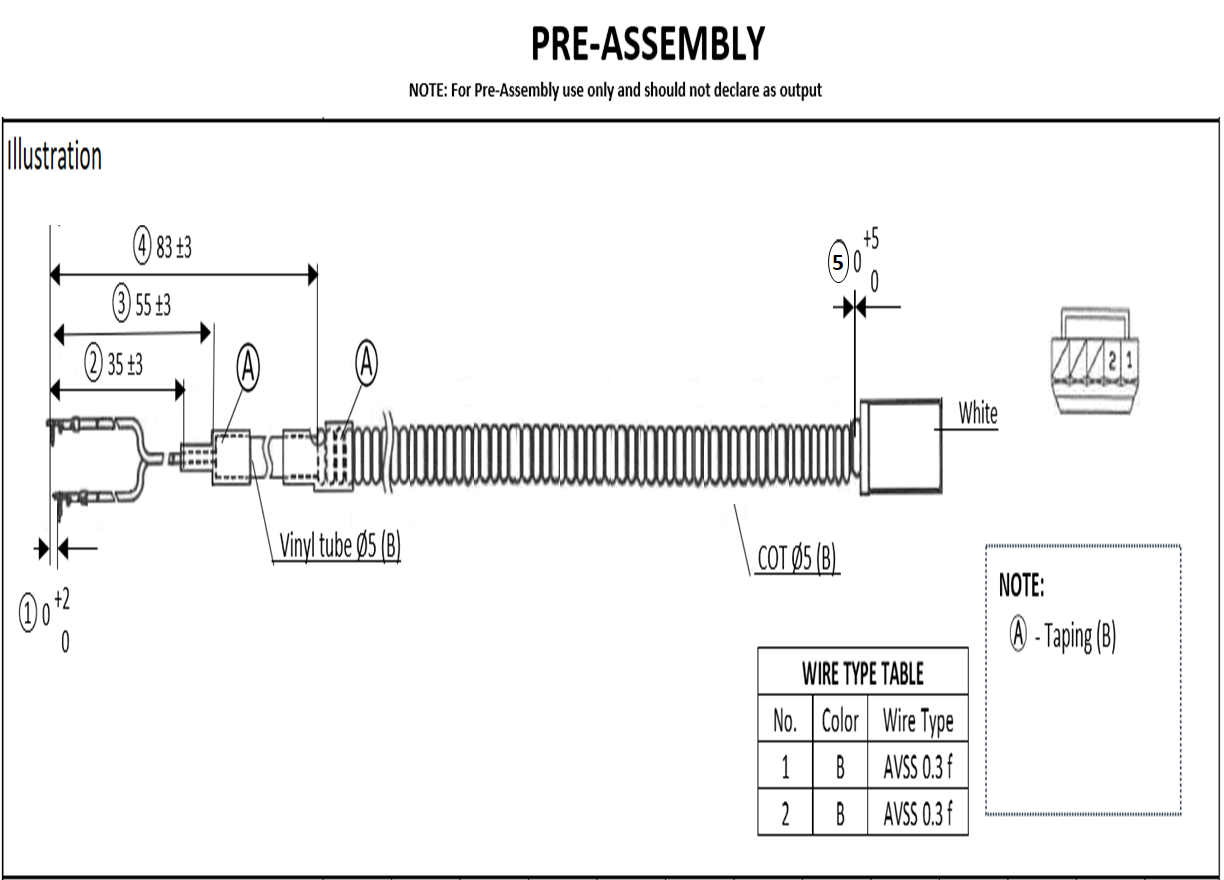 PRE-ASSEMBLY
NOTE: For Pre-Assembly use only and should not declare as output
Illustration
④ 83 ±3
③ 55 ±3
② 35 ±3
A
A
⑤ 0 +5 0
2 1
White
Vinyl tube Ø5 (B)
COT Ø5 (B)
① 0 +2 0
NOTE:
Ⓐ - Taping (B)
WIRE TYPE TABLE
No. Color Wire Type
1 B AVSS 0.3 f
2 B AVSS 0.3 f